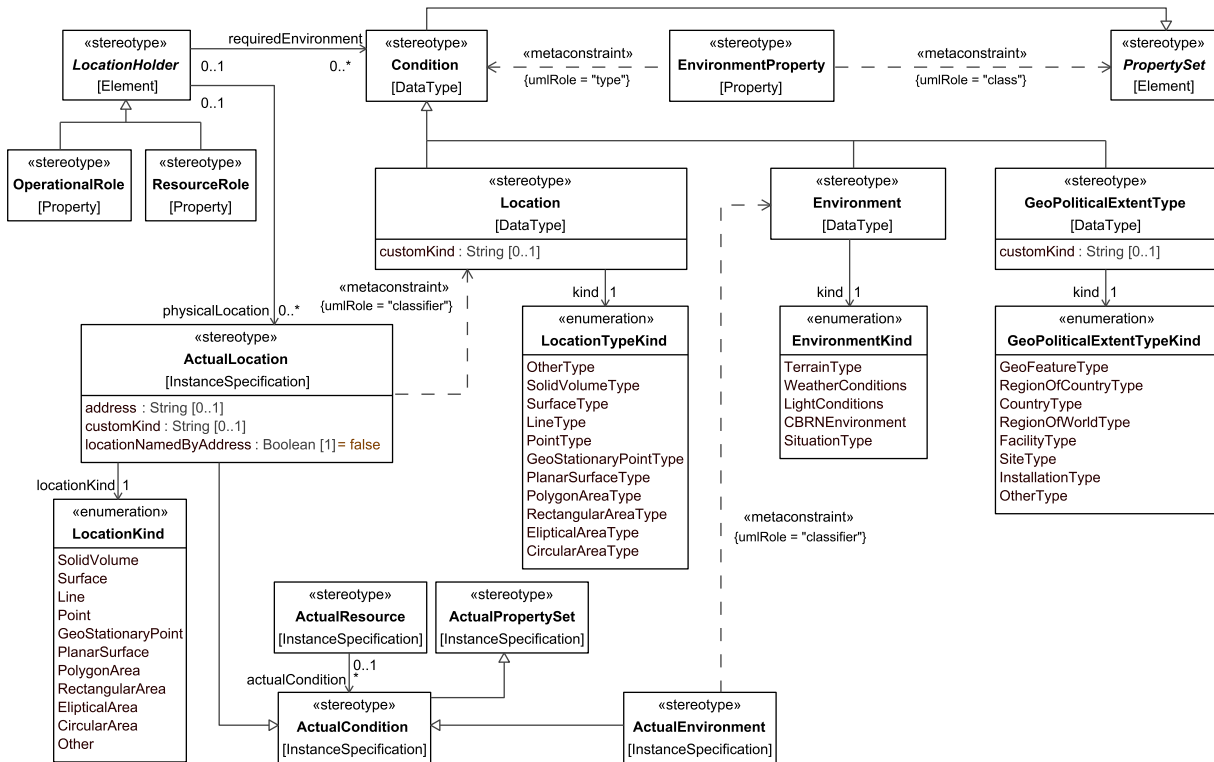 «stereotype»
LocationHolder
[Element]
requiredEnvironment
0..1
0..*
0..1
«stereotype»
Condition
[DataType]
«metaconstraint»
{umlRole = "type"}
«stereotype»
EnvironmentProperty
[Property]
«metaconstraint»
{umlRole = "class"}
«stereotype»
PropertySet
[Element]
«stereotype»
OperationalRole
[Property]
«stereotype»
ResourceRole
[Property]
«stereotype»
Location
[DataType]
customKind : String [0..1]
«stereotype»
Environment
[DataType]
«stereotype»
GeoPoliticalExtentType
[DataType]
customKind : String [0..1]
«metaconstraint»
{umlRole = "classifier"}
physicalLocation 0..*
«stereotype»
ActualLocation
[InstanceSpecification]
address : String [0..1]
customKind : String [0..1]
locationNamedByAddress : Boolean [1] = false
kind 1
«enumeration»
LocationTypeKind
OtherType
SolidVolumeType
SurfaceType
LineType
PointType
GeoStationaryPointType
PlanarSurfaceType
PolygonAreaType
RectangularAreaType
ElipticalAreaType
CircularAreaType
kind 1
«enumeration»
EnvironmentKind
TerrainType
WeatherConditions
LightConditions
CBRNEnvironment
SituationType
kind 1
«enumeration»
GeoPoliticalExtentTypeKind
GeoFeatureType
RegionOfCountryType
CountryType
RegionOfWorldType
FacilityType
SiteType
InstallationType
OtherType
locationKind 1
«enumeration»
LocationKind
SolidVolume
Surface
Line
Point
GeoStationaryPoint
PlanarSurface
PolygonArea
RectangularArea
ElipticalArea
CircularArea
Other
«metaconstraint»
{umlRole = "classifier"}
«stereotype»
ActualResource
[InstanceSpecification]
«stereotype»
ActualPropertySet
[InstanceSpecification]
0..1
actualCondition *
«stereotype»
ActualCondition
[InstanceSpecification]
«stereotype»
ActualEnvironment
[InstanceSpecification]